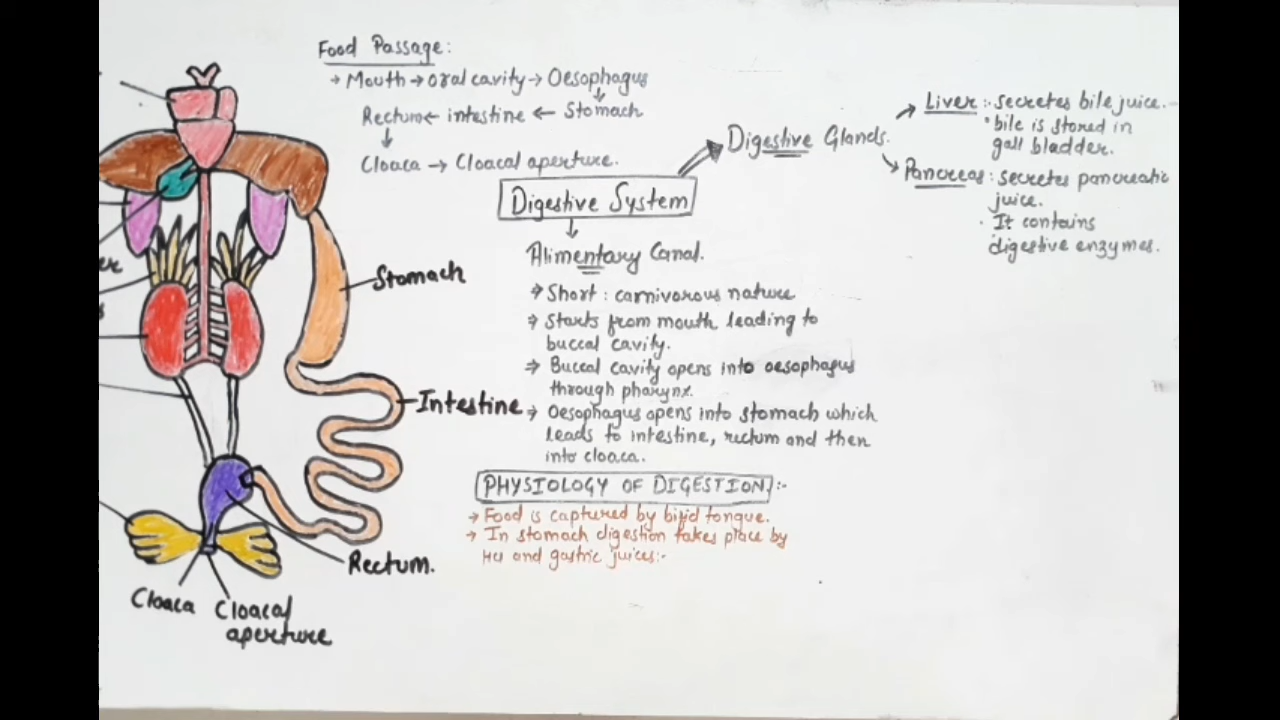 Food Passage:
→ Mouth → oral cavity → Oesophagus
↓
Rectum ← intestine ← Stomach
↓
Cloaca → Cloacal aperture.
Digestive Glands.
Liver :- secretes bile juice.
• bile is stored in
gall bladder.
Pancreas : secretes pancreatic
juice.
• It contains
digestive enzymes.
Digestive System
↓
Alimentary Canal.
→ Short : carnivorous nature
→ Starts from mouth leading to
buccal cavity.
→ Buccal cavity opens into oesophagus
through pharynx.
→ Oesophagus opens into stomach which
leads to intestine, rectum and then
into cloaca.
PHYSIOLOGY OF DIGESTION :-
→ Food is captured by bifid tongue.
→ In stomach digestion takes place by
HCl and gastric juices:-
Stomach
Intestine
Rectum.
Cloaca
Cloacal
aperture